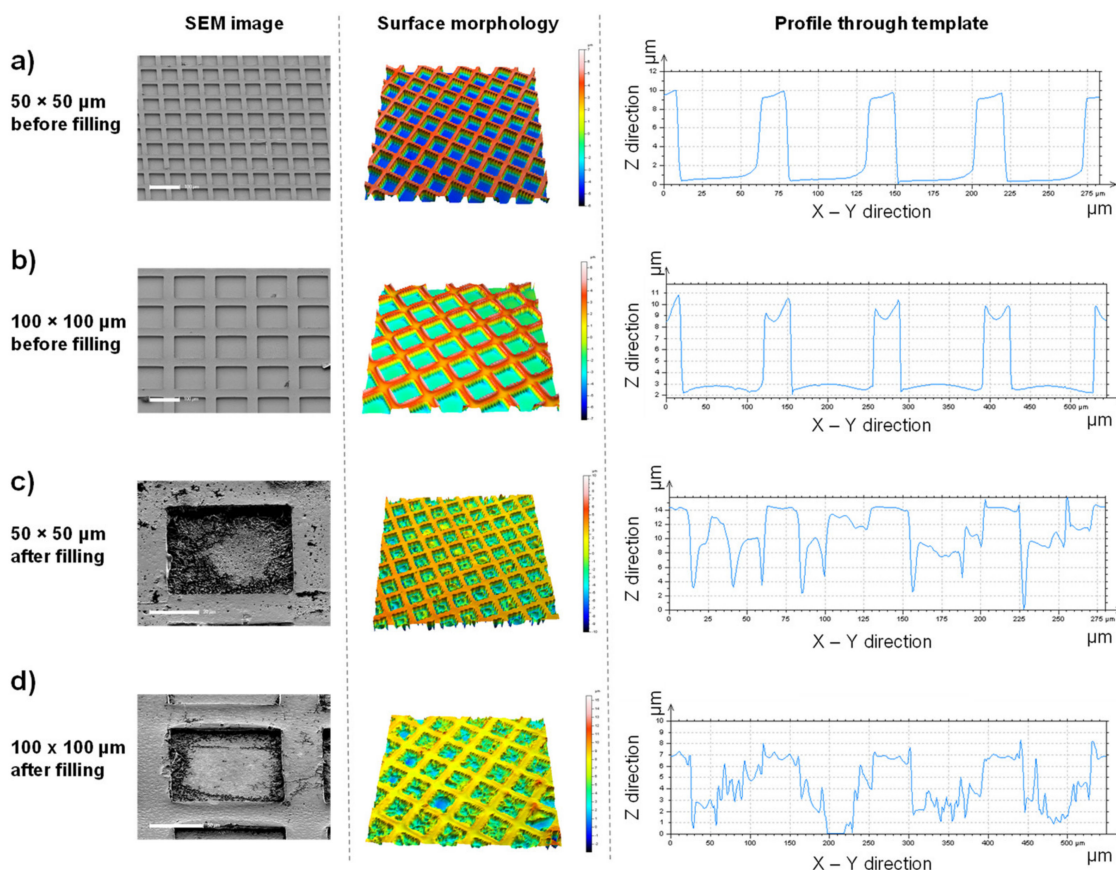 SEM image
Surface morphology
Profile through template
a)
50 × 50 µm
before filling
µm
Z direction
12
10
8
6
4
2
0
0
25
50
75
100
125
150
175
200
225
250
275 µm
X – Y direction
µm
b)
100 × 100 µm
before filling
µm
Z direction
11
10
9
8
7
6
5
4
3
2
0
50
100
150
200
250
300
350
400
450
500 µm
X – Y direction
µm
c)
50 × 50 µm
after filling
µm
Z direction
14
12
10
8
6
4
2
0
0
25
50
75
100
125
150
175
200
225
250
275 µm
X – Y direction
µm
d)
100 x 100 µm
after filling
µm
Z direction
10
9
8
7
6
5
4
3
2
1
0
0
50
100
150
200
250
300
350
400
450
500 µm
X – Y direction
µm